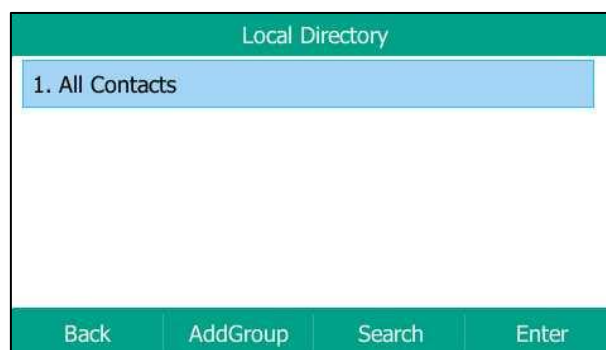 Local Directory
1. All Contacts
Back AddGroup Search Enter